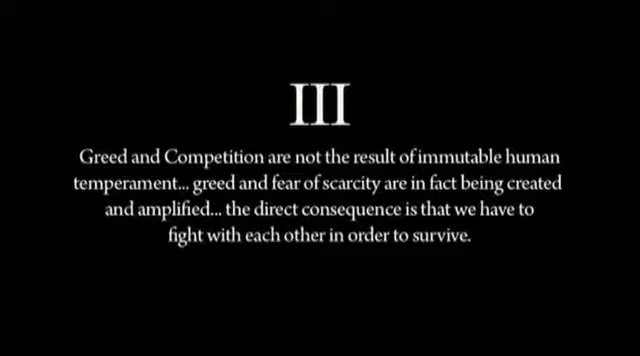 III
Greed and Competition are not the result of immutable human
temperament... greed and fear of scarcity are in fact being created
and amplified... the direct consequence is that we have to
fight with each other in order to survive.